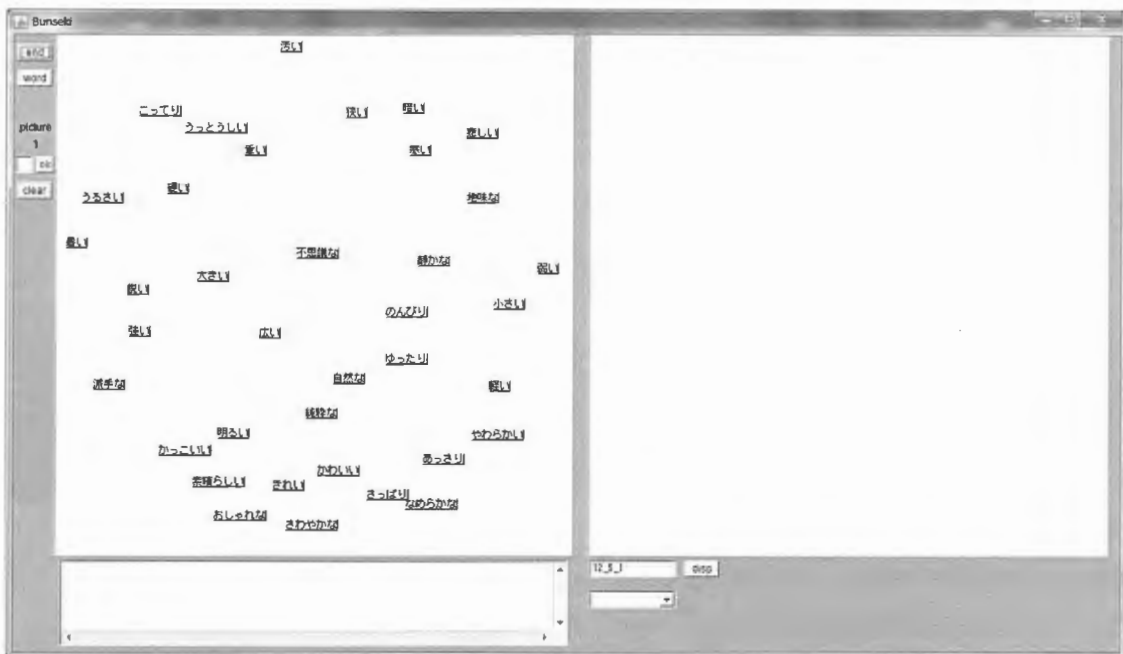 Bunseki
end
word
picture
1
ok
clear
汚い
こってり
うっとうしい
狭い
暗い
悲しい
重い
悪い
うるさい
硬い
地味な
暑い
不思議な
静かな
弱い
大きい
鋭い
小さい
のんびり
強い
広い
ゆったり
派手な
自然な
軽い
純粋な
明るい
やわらかい
かっこいい
あっさり
かわいい
素晴らしい
きれい
さっぱり
なめらかな
おしゃれな
さわやかな
12_5_1
disp